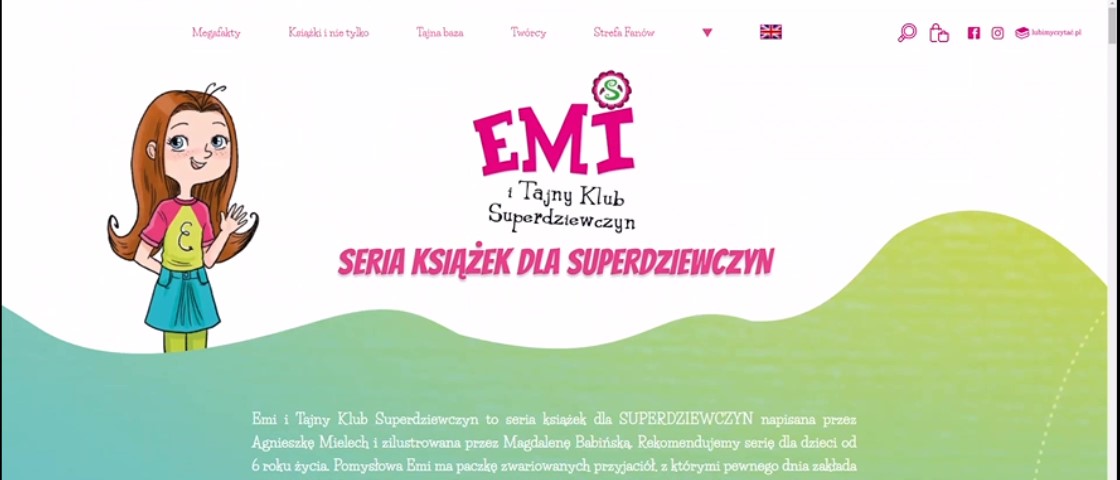 Megafakty Książki i nie tylko Tajna baza Twórcy Strefa Fanów
lubimyczytać.pl
S
EMI
i Tajny Klub
Superdziewczyn
SERIA KSIĄŻEK DLA SUPERDZIEWCZYN
Emi i Tajny Klub Superdziewczyn to seria książek dla SUPERDZIEWCZYN napisana przez
Agnieszkę Mielech i zilustrowana przez Magdalenę Babińską. Rekomendujemy serię dla dzieci od
6 roku życia. Pomysłowa Emi ma paczkę zwariowanych przyjaciół, z którymi pewnego dnia zakłada